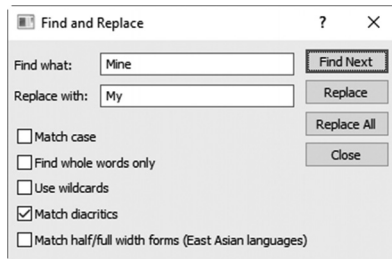 Find and Replace ?
Find what: Mine Find Next
Replace with: My Replace
Replace All
Match case Close
Find whole words only
Use wildcards
Match diacritics
Match half/full width forms (East Asian languages)